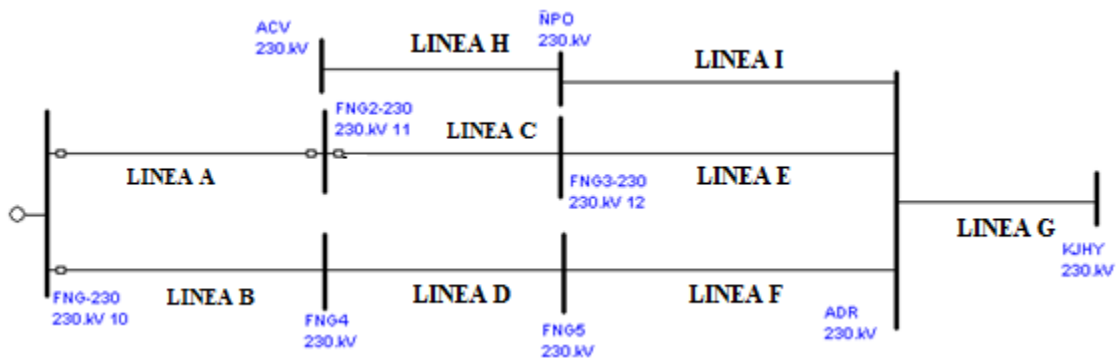 ACV
230.kV
LINEA H
ÑPO
230.kV
LINEA I
FNG2-230
230.kV 11
LINEA C
LINEA A
FNG3-230
230.kV 12
LINEA E
LINEA G
KJHY
230.kV
FNG-230
230.kV 10
LINEA B
FNG4
230.kV
LINEA D
FNG5
230.kV
LINEA F
ADR
230.kV